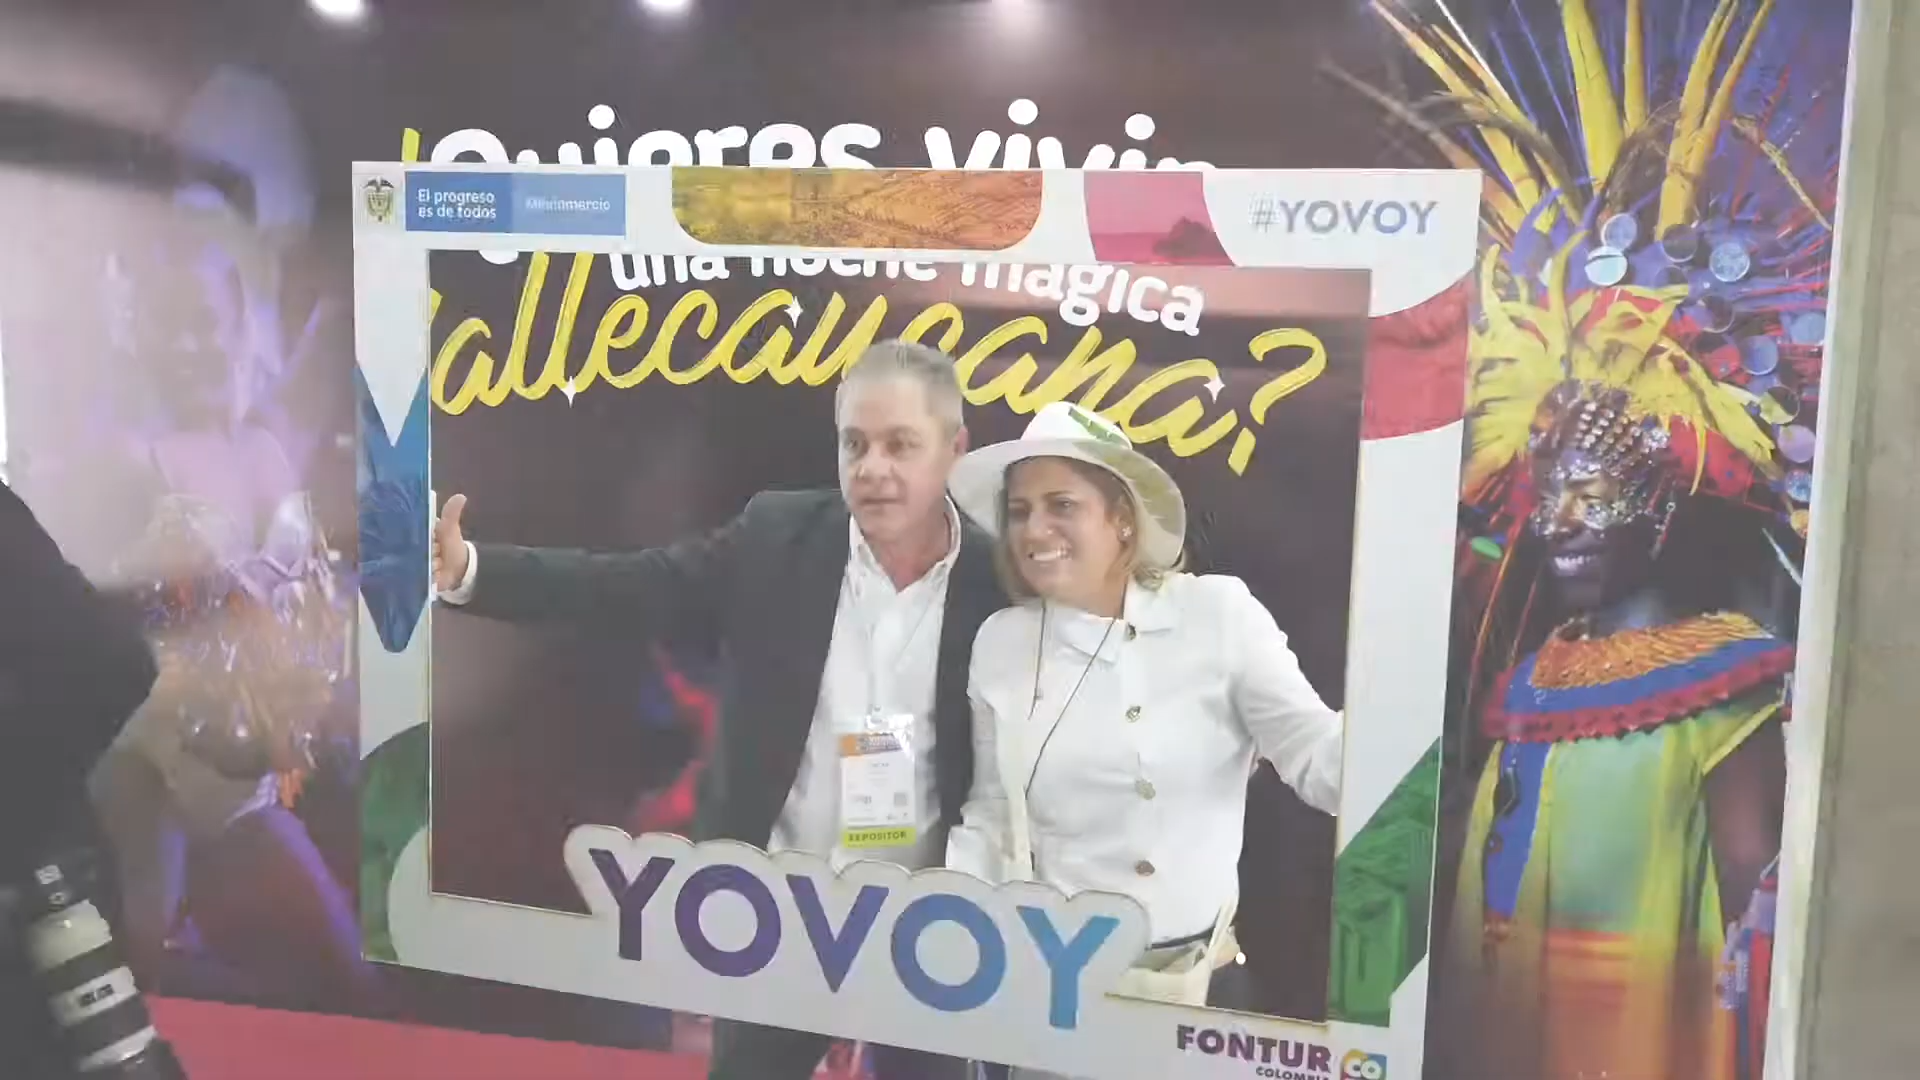 ¿Quieres vivir
una noche mágica
Vallecaucana?
El progreso
es de todos
Mincomercio
#YOVOY
EXPOSITOR
YOVOY
FONTUR
COLOMBIA
CO